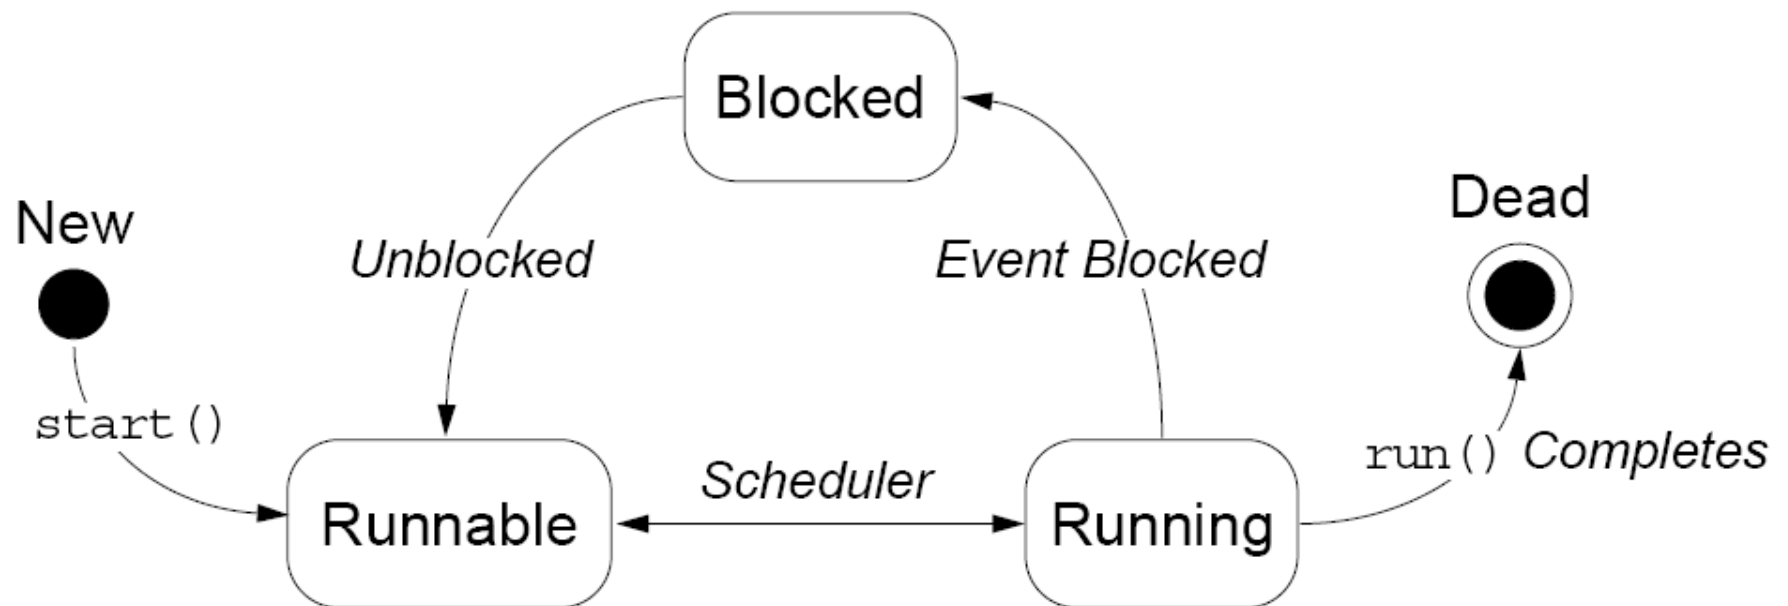 Blocked
New
Dead
Unblocked
Event Blocked
start()
run() Completes
Scheduler
Runnable
Running